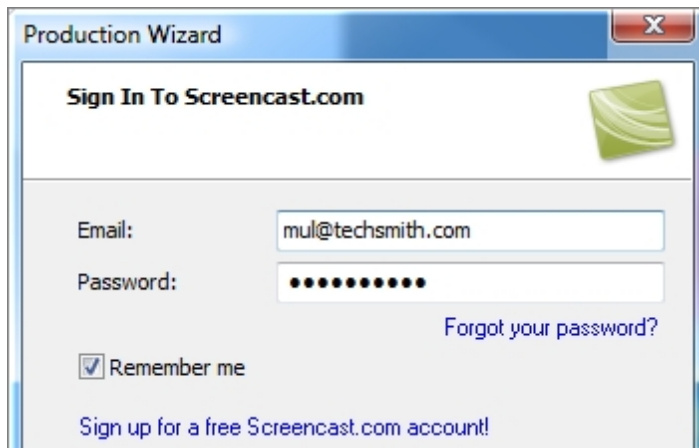 Production Wizard
Sign In To Screencast.com
Email: mul@techsmith.com
Password: ••••••••••
Forgot your password?
Remember me
Sign up for a free Screencast.com account!